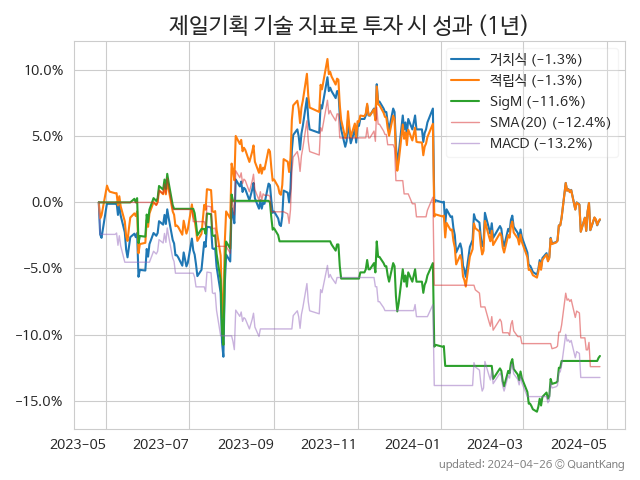 제일기획 기술 지표로 투자 시 성과 (1년)
거치식 (−1.3%)
적립식 (−1.3%)
SigM (−11.6%)
SMA(20) (−12.4%)
MACD (−13.2%)
10.0%
5.0%
0.0%
−5.0%
−10.0%
−15.0%
2023-05 2023-07 2023-09 2023-11 2024-01 2024-03 2024-05
updated: 2024-04-26 © QuantKang